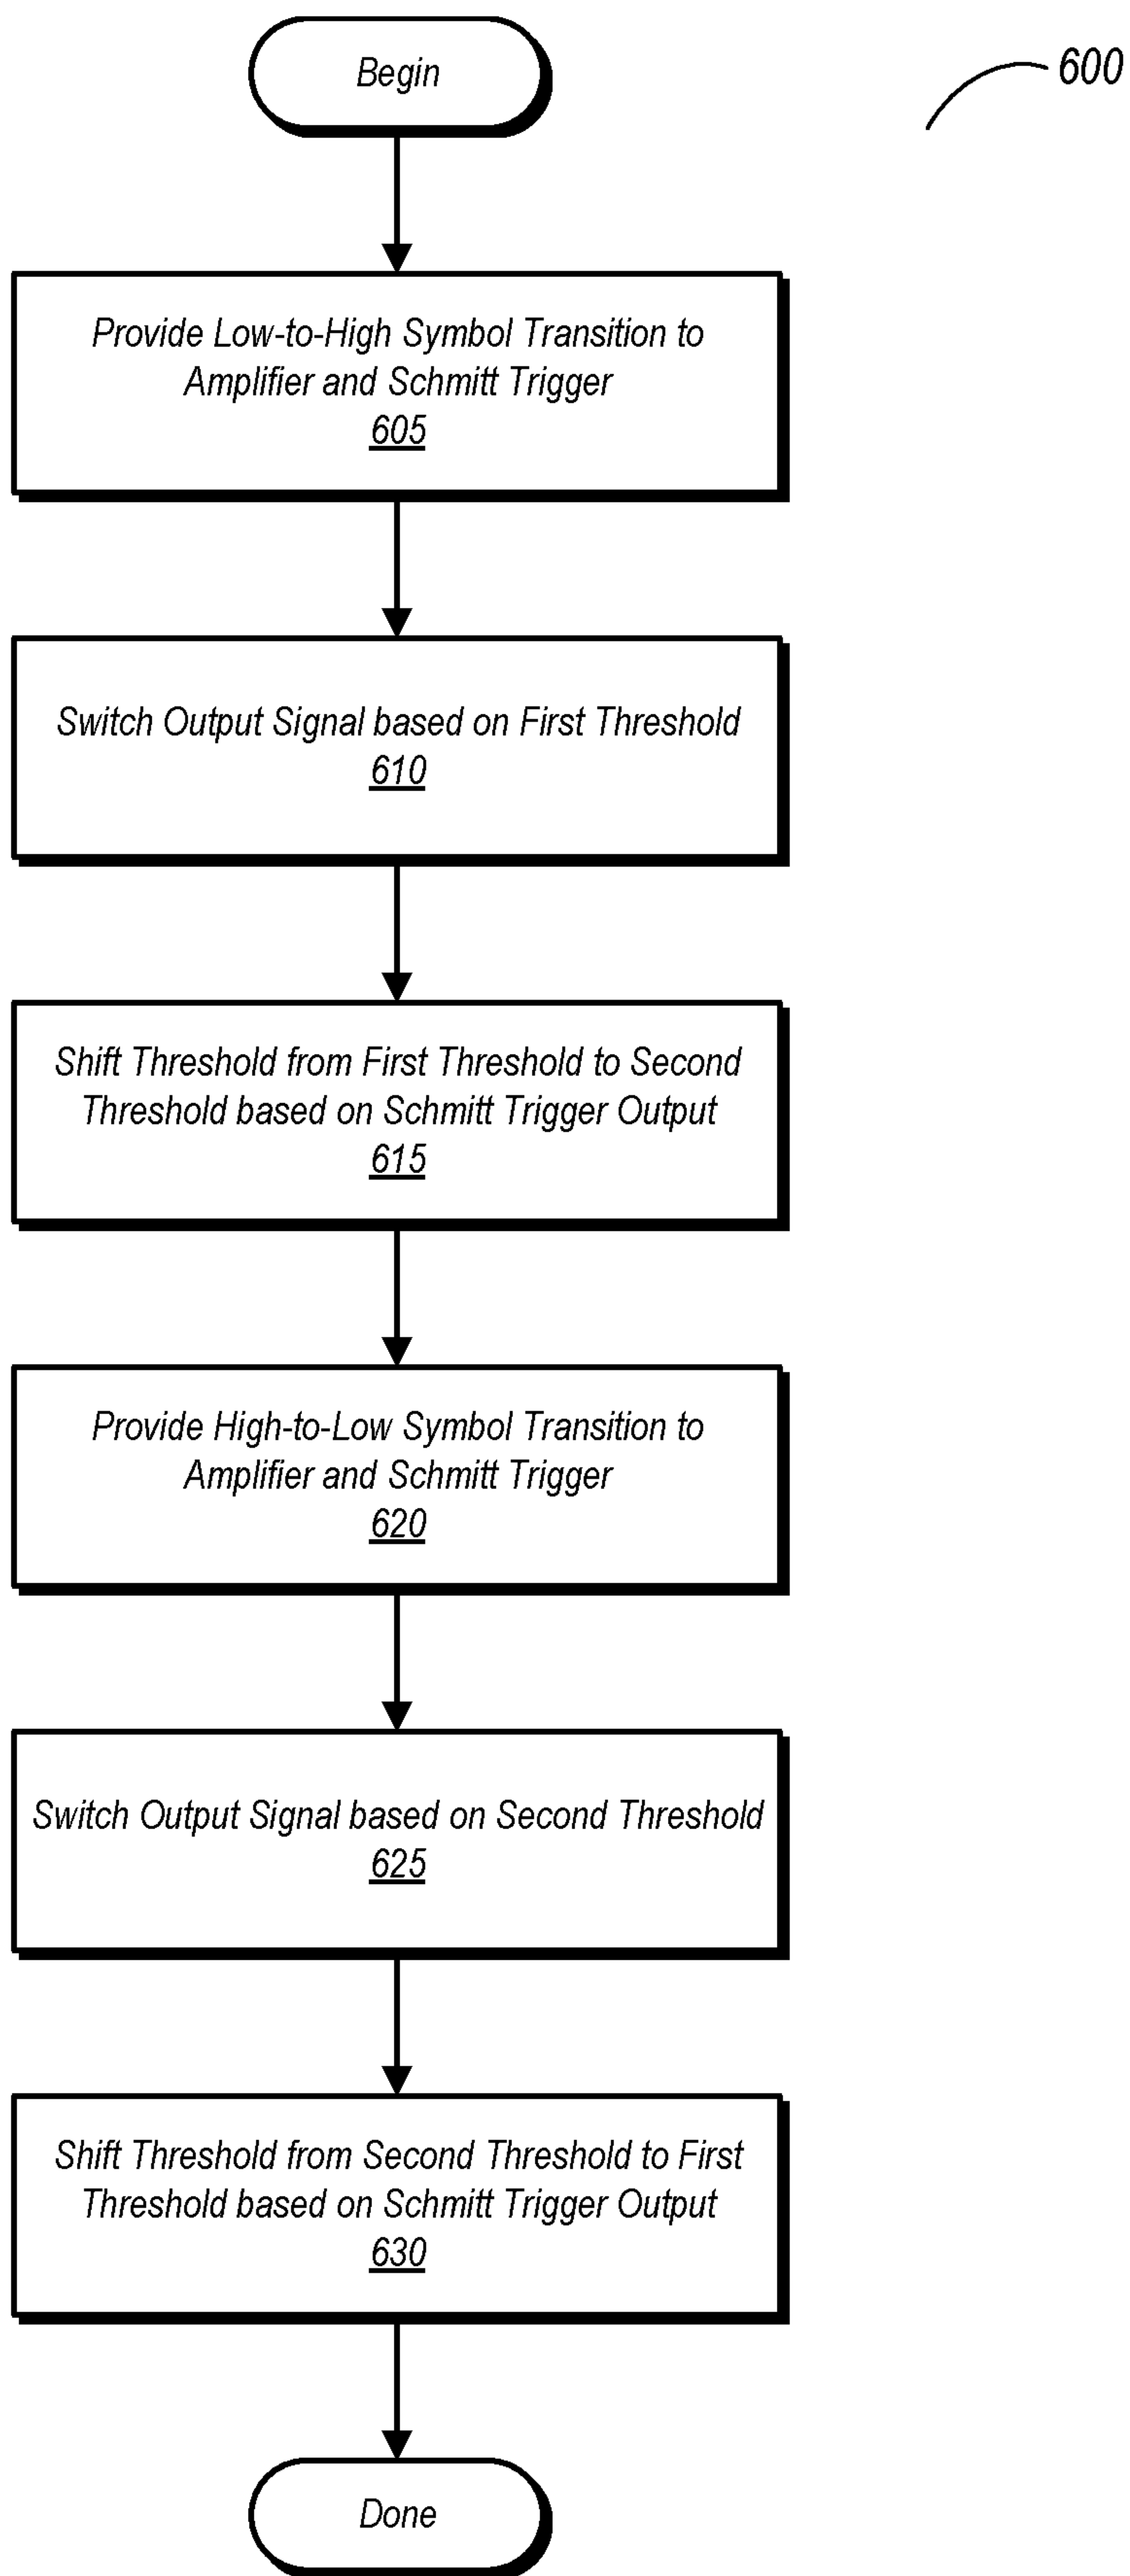 Begin
600
Provide Low-to-High Symbol Transition to
Amplifier and Schmitt Trigger
605
Switch Output Signal based on First Threshold
610
Shift Threshold from First Threshold to Second
Threshold based on Schmitt Trigger Output
615
Provide High-to-Low Symbol Transition to
Amplifier and Schmitt Trigger
620
Switch Output Signal based on Second Threshold
625
Shift Threshold from Second Threshold to First
Threshold based on Schmitt Trigger Output
630
Done